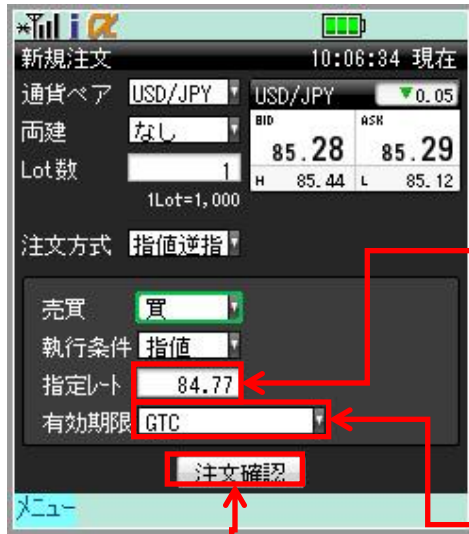 i α
新規注文 10:06:34 現在
通貨ペア USD/JPY
USD/JPY ▼0.05
両建 なし
BID ASK
85.28 85.29
Lot数 1
H 85.44 L 85.12
1Lot=1,000
注文方式 指値逆指
売買 買
執行条件 指値
指定レート 84.77
有効期限 GTC
注文確認
メニュー